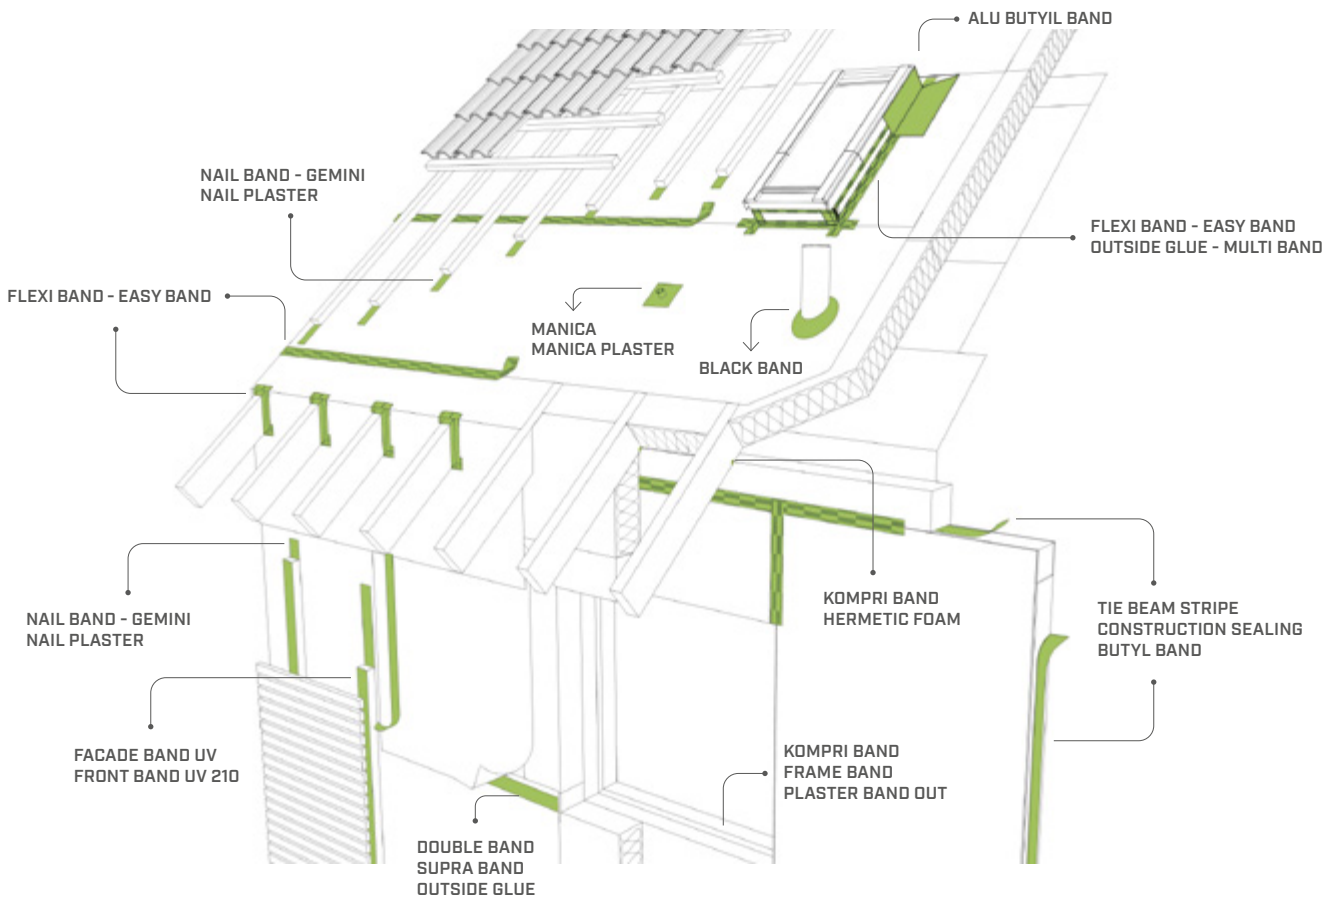 ALU BUTYIL BAND
NAIL BAND - GEMINI
NAIL PLASTER
FLEXI BAND - EASY BAND
OUTSIDE GLUE - MULTI BAND
FLEXI BAND - EASY BAND
MANICA
MANICA PLASTER
BLACK BAND
NAIL BAND - GEMINI
NAIL PLASTER
KOMPRI BAND
HERMETIC FOAM
TIE BEAM STRIPE
CONSTRUCTION SEALING
BUTYL BAND
FACADE BAND UV
FRONT BAND UV 210
KOMPRI BAND
FRAME BAND
PLASTER BAND OUT
DOUBLE BAND
SUPRA BAND
OUTSIDE GLUE